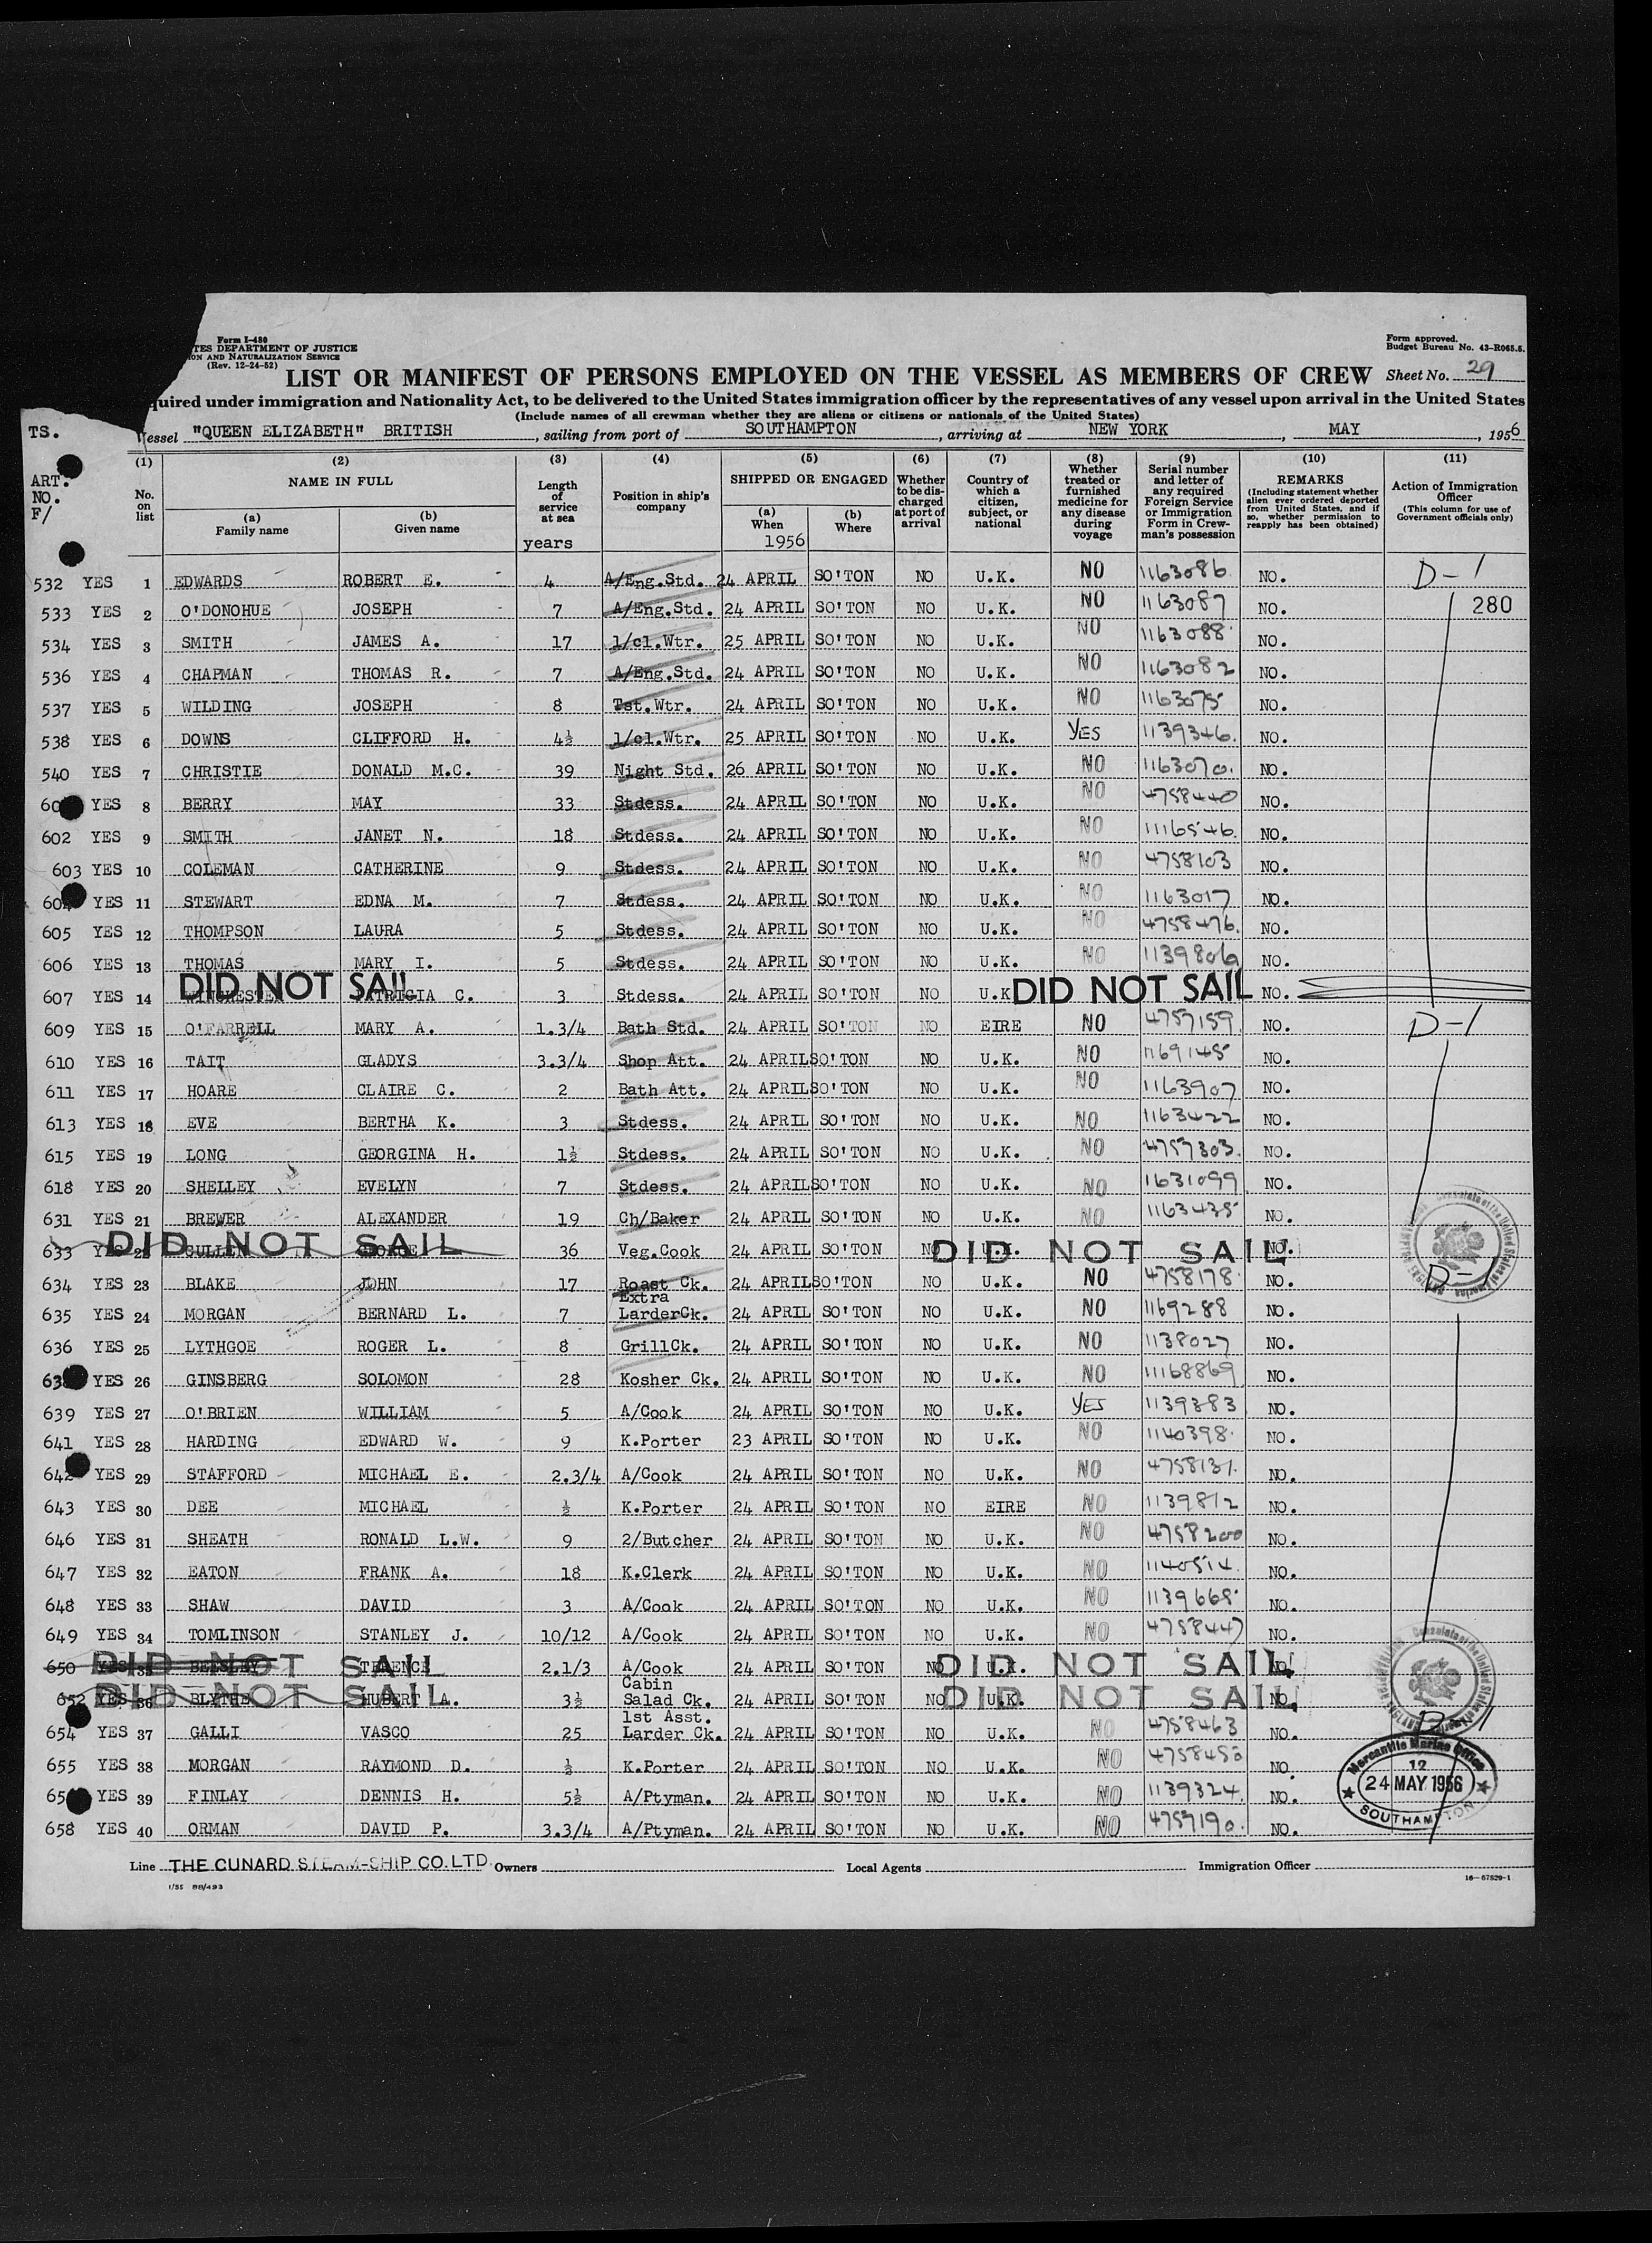 Form I-480
TES DEPARTMENT OF JUSTICE
ION AND NATURALIZATION SERVICE
(Rev. 12-24-52)
Form approved.
Budget Bureau No. 43-R065.6.
LIST OR MANIFEST OF PERSONS EMPLOYED ON THE VESSEL AS MEMBERS OF CREW Sheet No. 29
quired under immigration and Nationality Act, to be delivered to the United States immigration officer by the representatives of any vessel upon arrival in the United States
(Include names of all crewman whether they are aliens or citizens or nationals of the United States)
TS. Vessel "QUEEN ELIZABETH" BRITISH, sailing from port of SOUTHAMPTON, arriving at NEW YORK, MAY, 1956
ART. NO. F/
(1) No. on list
(2) NAME IN FULL (a) Family name (b) Given name
(3) Length of service at sea years
(4) Position in ship's company
(5) SHIPPED OR ENGAGED (a) When 1956 (b) Where
(6) Whether to be discharged at port of arrival
(7) Country of which a citizen, subject, or national
(8) Whether treated or furnished medicine for any disease during voyage
(9) Serial number and letter of any required Foreign Service or Immigration Form in Crewman's possession
(10) REMARKS (Including statement whether alien ever ordered deported from United States, and if so, whether permission to reapply has been obtained)
(11) Action of Immigration Officer (This column for use of Government officials only)
532 YES 1 EDWARDS ROBERT E. 4 A/Eng.Std. 24 APRIL SO'TON NO U.K. NO 1163086 NO. D-1
533 YES 2 O'DONOHUE JOSEPH 7 A/Eng.Std. 24 APRIL SO'TON NO U.K. NO 1163087 NO. 280
534 YES 3 SMITH JAMES A. 17 1/cl.Wtr. 25 APRIL SO'TON NO U.K. NO 1163088 NO.
536 YES 4 CHAPMAN THOMAS R. 7 A/Eng.Std. 24 APRIL SO'TON NO U.K. NO 1163082 NO.
537 YES 5 WILDING JOSEPH 8 Tst.Wtr. 24 APRIL SO'TON NO U.K. NO 1163075 NO.
538 YES 6 DOWNS CLIFFORD H. 4½ 1/cl.Wtr. 25 APRIL SO'TON NO U.K. YES 1139346. NO.
540 YES 7 CHRISTIE DONALD M.C. 39 Night Std. 26 APRIL SO'TON NO U.K. NO 1163070. NO.
60 YES 8 BERRY MAY 33 Stdess. 24 APRIL SO'TON NO U.K. NO 4758440 NO.
602 YES 9 SMITH JANET N. 18 Stdess. 24 APRIL SO'TON NO U.K. NO 1116546. NO.
603 YES 10 COLEMAN CATHERINE 9 Stdess. 24 APRIL SO'TON NO U.K. NO 4758103 NO.
604 YES 11 STEWART EDNA M. 7 Stdess. 24 APRIL SO'TON NO U.K. NO 1163017 NO.
605 YES 12 THOMPSON LAURA 5 Stdess. 24 APRIL SO'TON NO U.K. NO 4758476. NO.
606 YES 13 THOMAS MARY I. 5 Stdess. 24 APRIL SO'TON NO U.K. NO 1139806 NO.
607 YES 14 WINCHESTER PATRICIA C. 3 Stdess. 24 APRIL SO'TON NO U.K. NO.
DID NOT SAIL DID NOT SAIL
609 YES 15 O'FARRELL MARY A. 1.3/4 Bath Std. 24 APRIL SO'TON NO EIRE NO 4757159 NO. D-1
610 YES 16 TAIT GLADYS 3.3/4 Shop Att. 24 APRIL SO'TON NO U.K. NO 1169145 NO.
611 YES 17 HOARE CLAIRE C. 2 Bath Att. 24 APRIL SO'TON NO U.K. NO 1163907 NO.
613 YES 18 EVE BERTHA K. 3 Stdess. 24 APRIL SO'TON NO U.K. NO 1163422 NO.
615 YES 19 LONG GEORGINA H. 1½ Stdess. 24 APRIL SO'TON NO U.K. NO 4757303. NO.
618 YES 20 SHELLEY EVELYN 7 Stdess. 24 APRIL SO'TON NO U.K. NO 1631099 NO.
631 YES 21 BREWER ALEXANDER 19 Ch/Baker 24 APRIL SO'TON NO U.K. NO 1163435 NO.
633 YES 22 GEORGE 36 Veg.Cook 24 APRIL SO'TON NO U.K. NO.
DID NOT SAIL DID NOT SAIL
634 YES 23 BLAKE JOHN 17 Roast Ck. 24 APRIL SO'TON NO U.K. NO 4758178 NO. D-1
635 YES 24 MORGAN BERNARD L. 7 Extra LarderCk. 24 APRIL SO'TON NO U.K. NO 1169288 NO.
636 YES 25 LYTHGOE ROGER L. 8 GrillCk. 24 APRIL SO'TON NO U.K. NO 1138027 NO.
63 YES 26 GINSBERG SOLOMON 28 Kosher Ck. 24 APRIL SO'TON NO U.K. NO 11168869 NO.
639 YES 27 O'BRIEN WILLIAM 5 A/Cook 24 APRIL SO'TON NO U.K. YES 1139383 NO.
641 YES 28 HARDING EDWARD W. 9 K.Porter 23 APRIL SO'TON NO U.K. NO 1140398. NO.
642 YES 29 STAFFORD MICHAEL E. 2.3/4 A/Cook 24 APRIL SO'TON NO U.K. NO 4758131. NO.
643 YES 30 DEE MICHAEL ½ K.Porter 24 APRIL SO'TON NO EIRE NO 1139812 NO.
646 YES 31 SHEATH RONALD L.W. 9 2/Butcher 24 APRIL SO'TON NO U.K. NO 4758200 NO.
647 YES 32 EATON FRANK A. 18 K.Clerk 24 APRIL SO'TON NO U.K. NO 1140514. NO.
648 YES 33 SHAW DAVID 3 A/Cook 24 APRIL SO'TON NO U.K. NO 1139665 NO.
649 YES 34 TOMLINSON STANLEY J. 10/12 A/Cook 24 APRIL SO'TON NO U.K. NO 4758447 NO.
650 YES 35 BEESLEY TERENCE 2.1/3 A/Cook 24 APRIL SO'TON NO U.K. NO.
DID NOT SAIL DID NOT SAIL
652 YES 36 BLYTHE HUBERT A. 3½ Cabin Salad Ck. 24 APRIL SO'TON NO U.K. NO.
DID NOT SAIL DID NOT SAIL
654 YES 37 GALLI VASCO 25 1st Asst. Larder Ck. 24 APRIL SO'TON NO U.K. NO 4758463 NO. D-1
655 YES 38 MORGAN RAYMOND D. ½ K.Porter 24 APRIL SO'TON NO U.K. NO 4758450 NO.
65 YES 39 FINLAY DENNIS H. 5½ A/Ptyman. 24 APRIL SO'TON NO U.K. NO 1139324. NO.
658 YES 40 ORMAN DAVID P. 3.3/4 A/Ptyman. 24 APRIL SO'TON NO U.K. NO 4757190. NO.
Mercantile Marine Office
12
24 MAY 1956
SOUTHAMPTON
Line THE CUNARD STEAM-SHIP CO. LTD. Owners Local Agents Immigration Officer
1/55 88/493
16—67529-1